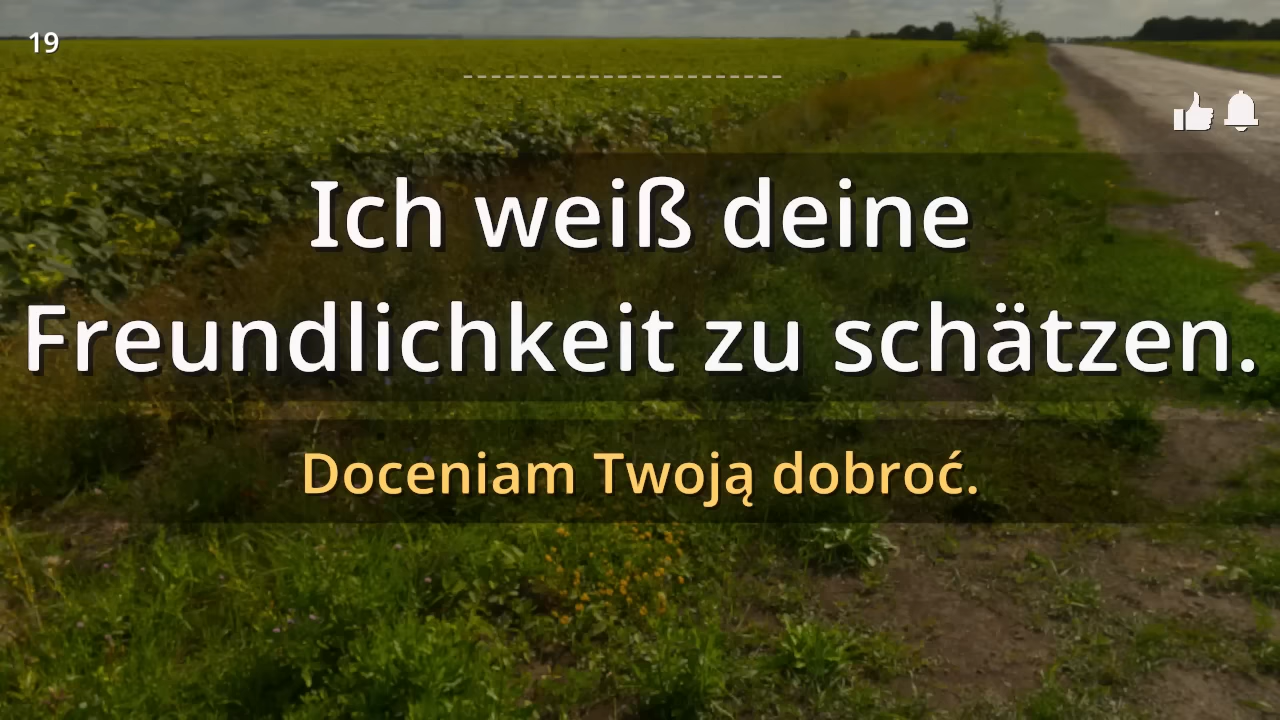 19
Ich weiß deine
Freundlichkeit zu schätzen.
Doceniam Twoją dobroć.